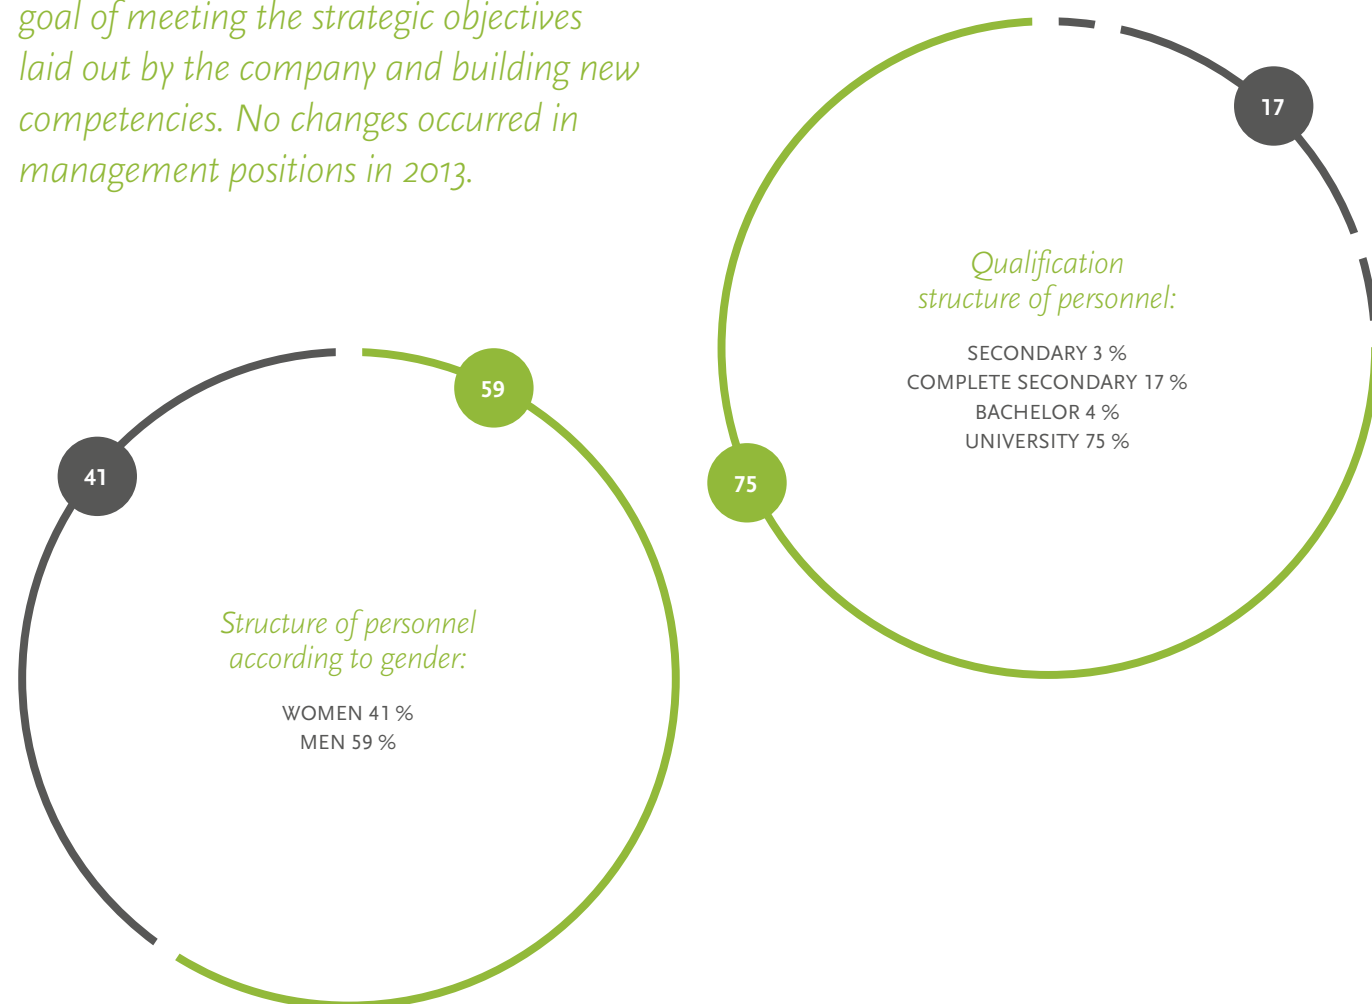 goal of meeting the strategic objectives
laid out by the company and building new
competencies. No changes occurred in
management positions in 2013.
17
Qualification
structure of personnel:
SECONDARY 3 %
COMPLETE SECONDARY 17 %
BACHELOR 4 %
UNIVERSITY 75 %
75
59
41
Structure of personnel
according to gender:
WOMEN 41 %
MEN 59 %